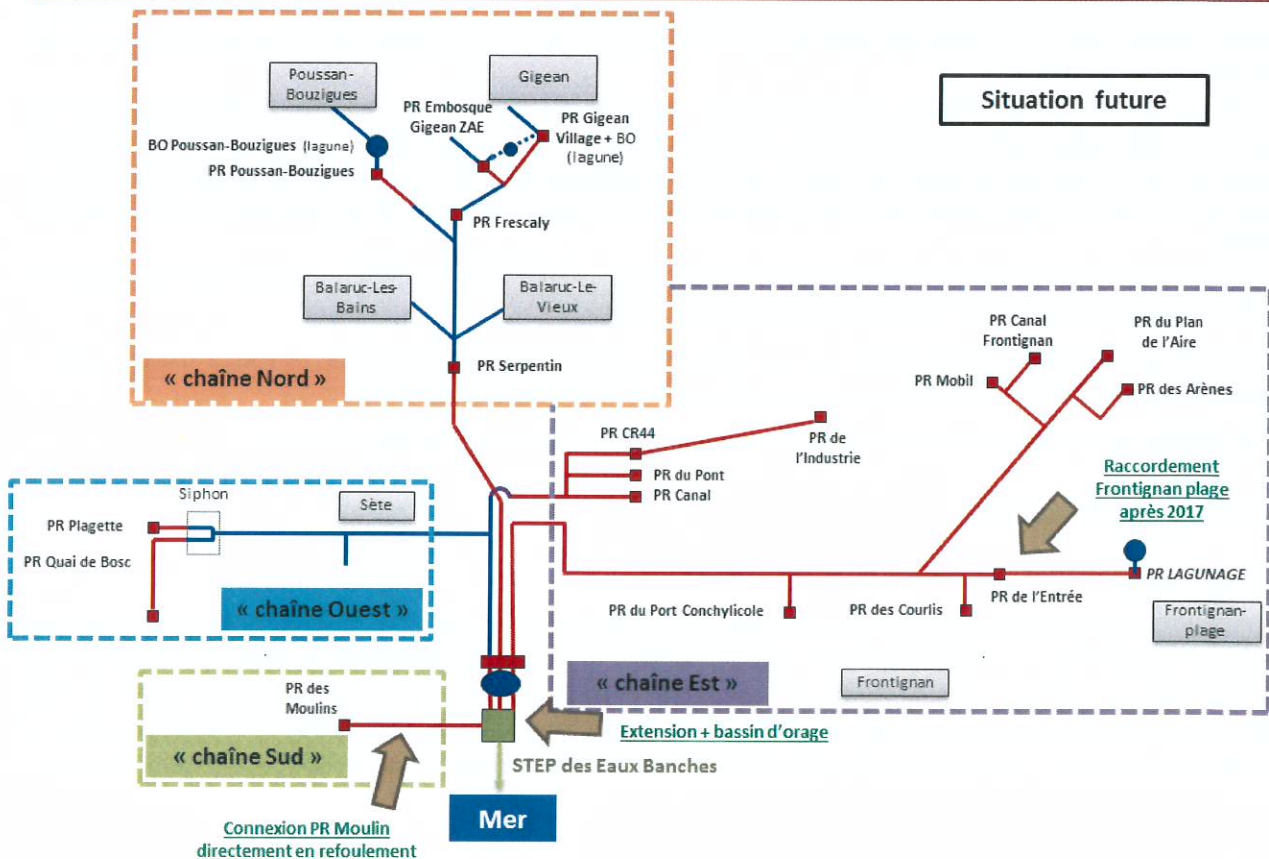 Situation future
Poussan-
Bouzigues
Gigean
PR Embosque
Gigean ZAE
PR Gigean
Village + BO
(lagune)
BO Poussan-Bouzigues (lagune)
PR Poussan-Bouzigues
PR Frescaly
Balaruc-Les-
Bains
Balaruc-Le-
Vieux
PR Serpentin
« chaîne Nord »
PR Canal
Frontignan
PR du Plan
de l'Aire
PR Mobil
PR des Arènes
PR CR44
PR de
l'Industrie
PR du Pont
PR Canal
Raccordement
Frontignan plage
après 2017
Siphon
Sète
PR Plagette
PR Quai de Bosc
« chaîne Ouest »
PR LAGUNAGE
PR de l'Entrée
PR du Port Conchylicole
PR des Courlis
Frontignan-
plage
« chaîne Est »
Frontignan
PR des
Moulins
« chaîne Sud »
Extension + bassin d'orage
STEP des Eaux Banches
Mer
Connexion PR Moulin
directement en refoulement